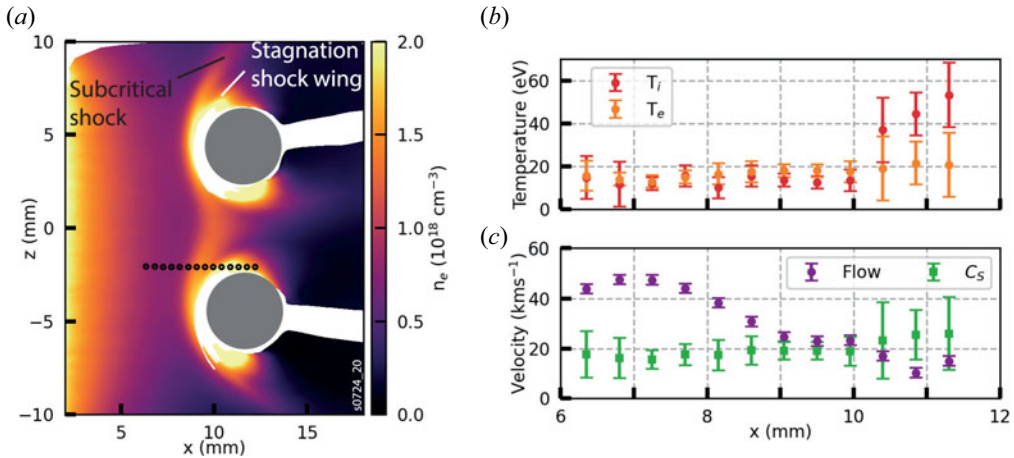 (a)
Subcritical
shock
Stagnation
shock wing
10
5
0
−5
−10
z (mm)
5
10
15
x (mm)
s0724_20
2.0
1.5
1.0
0.5
0.0
n_e (10^18 cm^−3)
(b)
T_i
T_e
60
40
20
0
Temperature (eV)
(c)
Flow
C_S
60
40
20
0
Velocity (kms^−1)
6
8
10
12
x (mm)